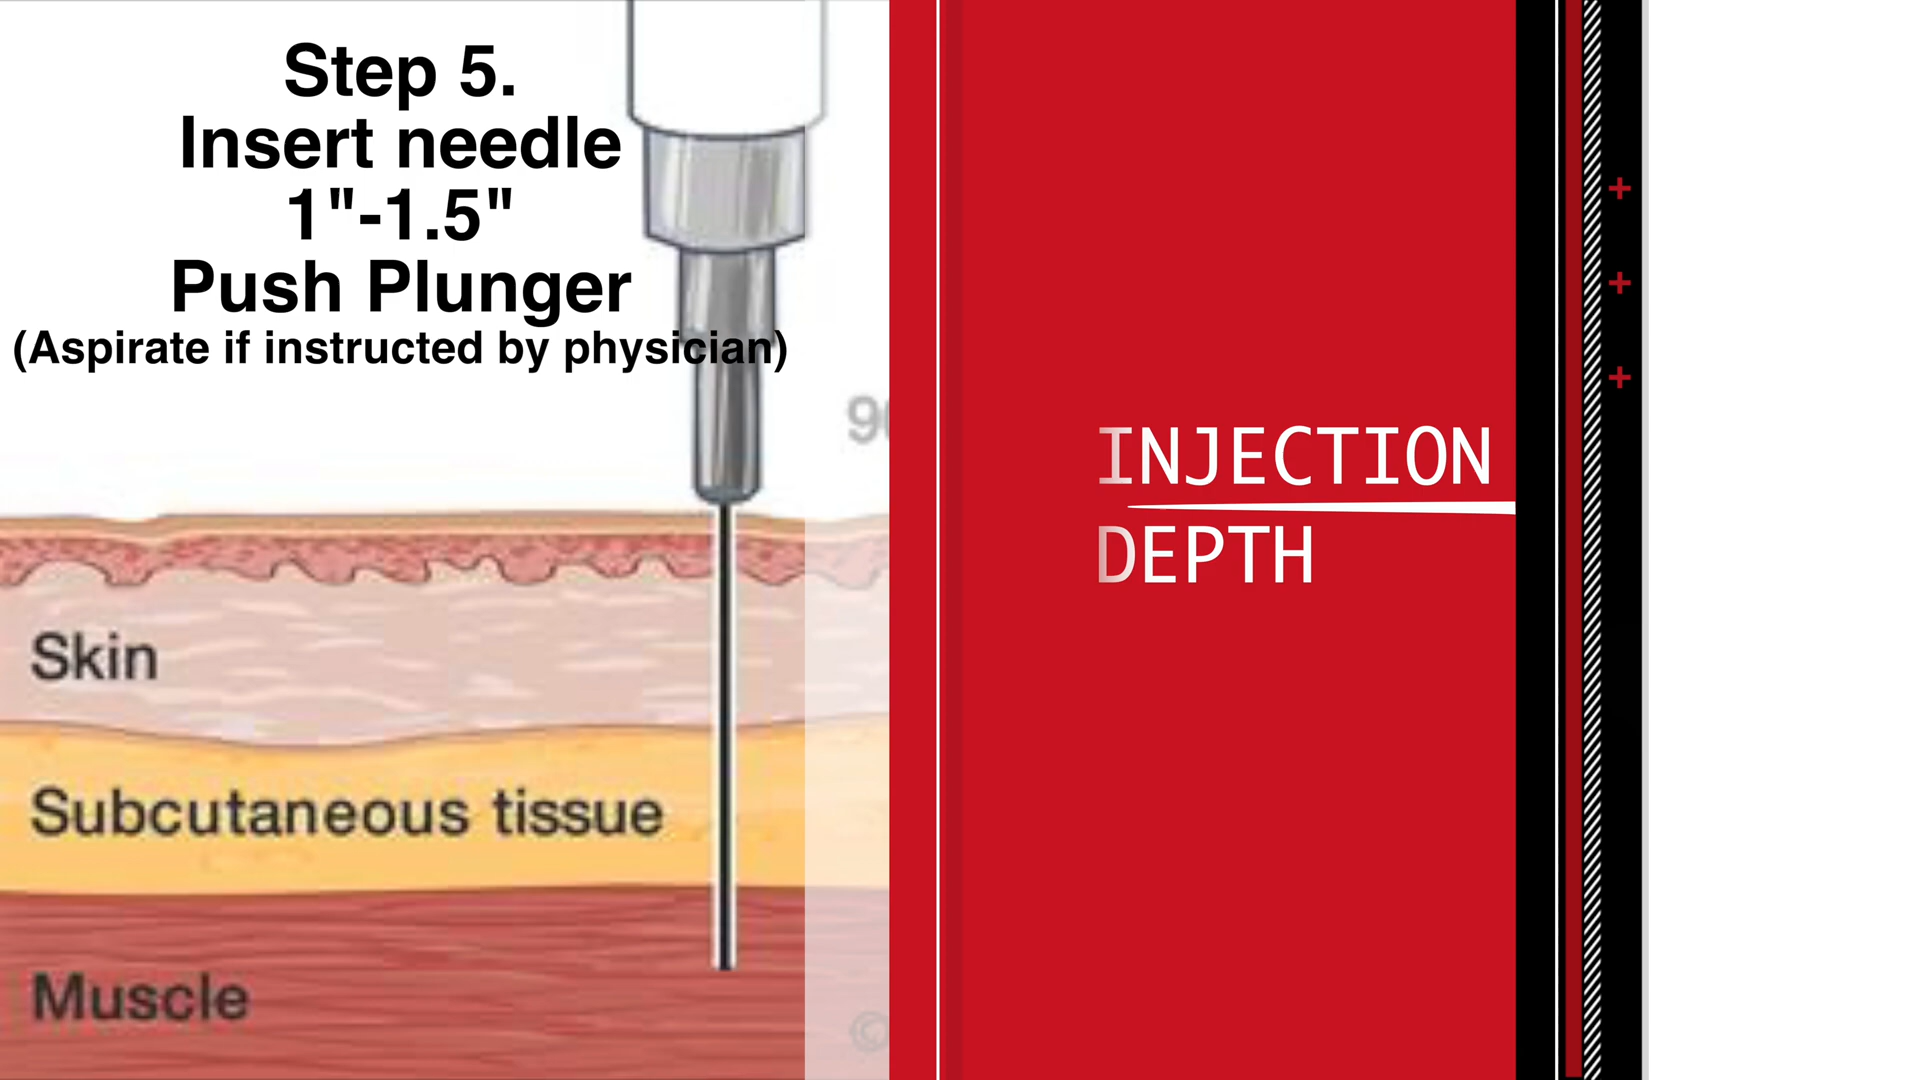 Step 5.
Insert needle
1"-1.5"
Push Plunger
(Aspirate if instructed by physician)
Skin
Subcutaneous tissue
Muscle
©
INJECTION
DEPTH